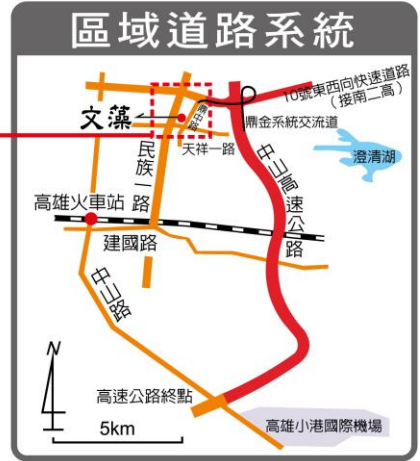 區域道路系統
10號東西向快速道路
（接南二高）
文藻
鼎中路
鼎金系統交流道
天祥一路
澄清湖
民族一路
中山高速公路
高雄火車站
建國路
中山路
N
高速公路終點
5km
高雄小港國際機場